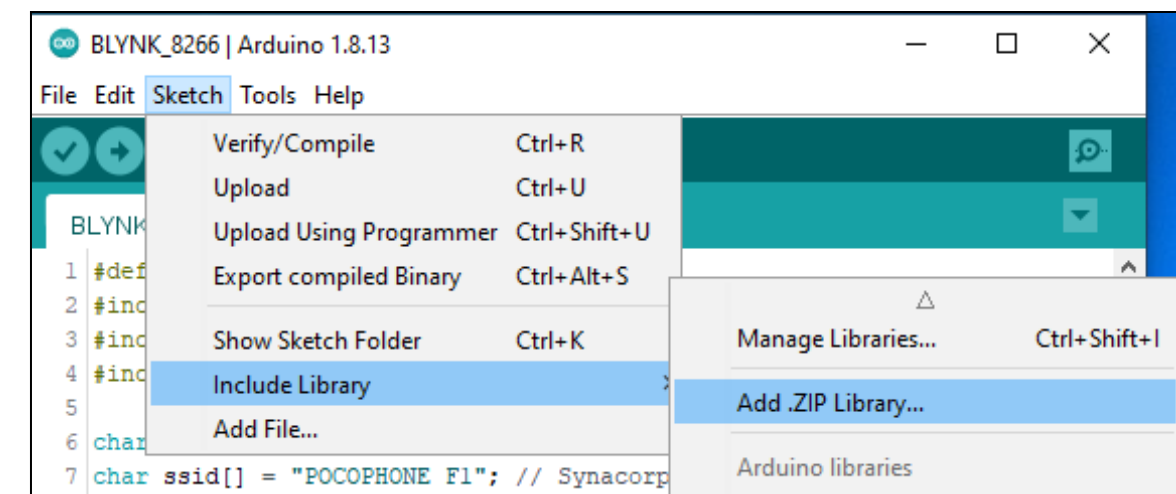 BLYNK_8266 | Arduino 1.8.13
File Edit Sketch Tools Help
Verify/Compile Ctrl+R
Upload Ctrl+U
Upload Using Programmer Ctrl+Shift+U
Export compiled Binary Ctrl+Alt+S
Show Sketch Folder Ctrl+K
Include Library
Add File...
Manage Libraries... Ctrl+Shift+I
Add .ZIP Library...
Arduino libraries
BLYNK
1 #def
2 #inc
3 #inc
4 #inc
5
6 char
7 char ssid[] = "POCOPHONE F1"; // Synacorp